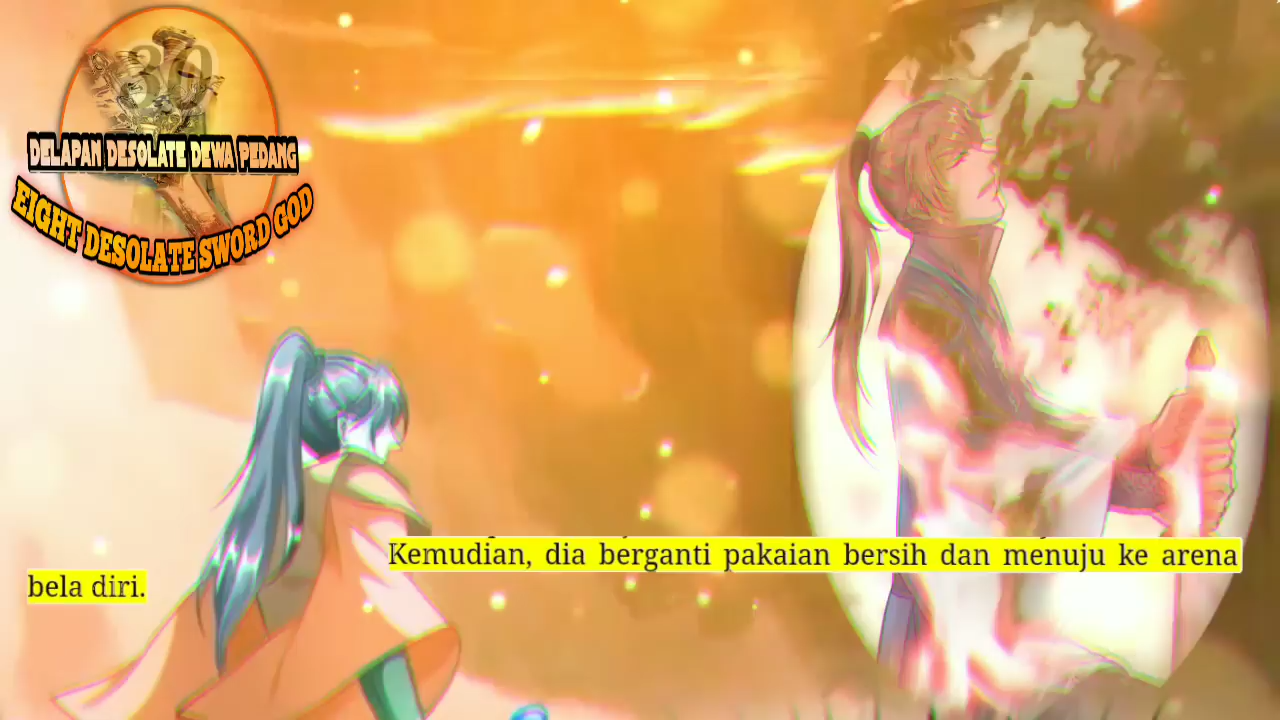 30
DELAPAN DESOLATE DEWA PEDANG
EIGHT DESOLATE SWORD GOD
Kemudian, dia berganti pakaian bersih dan menuju ke arena
bela diri.